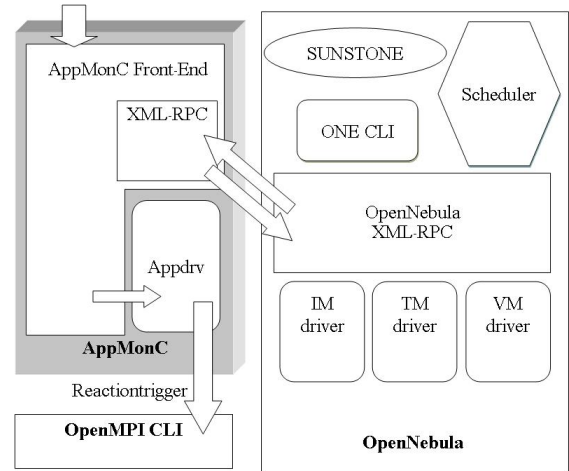 AppMonC Front-End
XML-RPC
Appdrv
AppMonC
Reactiontrigger
OpenMPI CLI
SUNSTONE
Scheduler
ONE CLI
OpenNebula
XML-RPC
IM
driver
TM
driver
VM
driver
OpenNebula